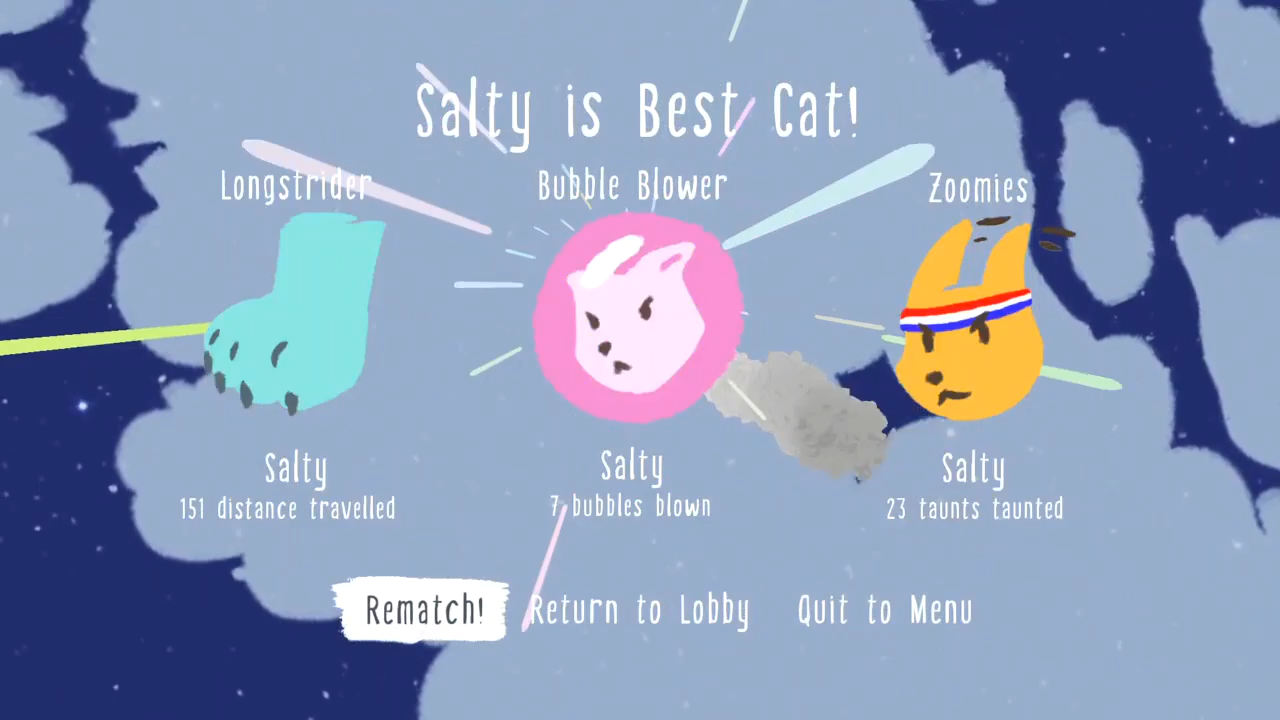 Salty is Best Cat!
Longstrider
Bubble Blower
Zoomies
Salty
151 distance travelled
Salty
7 bubbles blown
Salty
23 taunts taunted
Rematch!
Return to Lobby
Quit to Menu